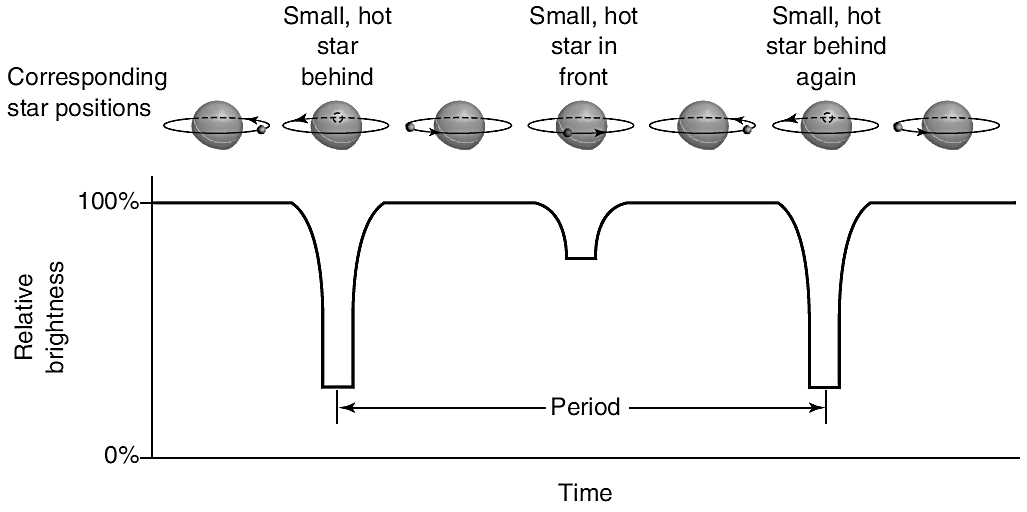 Small, hot
star
behind
Small, hot
star in
front
Small, hot
star behind
again
Corresponding
star positions
100%
Relative
brightness
Period
0%
Time